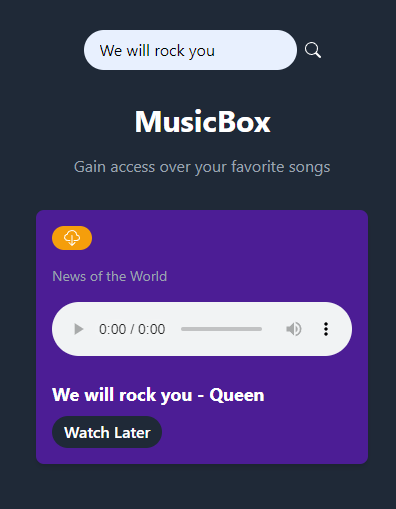 We will rock you
MusicBox
Gain access over your favorite songs
News of the World
0:00 / 0:00
We will rock you - Queen
Watch Later